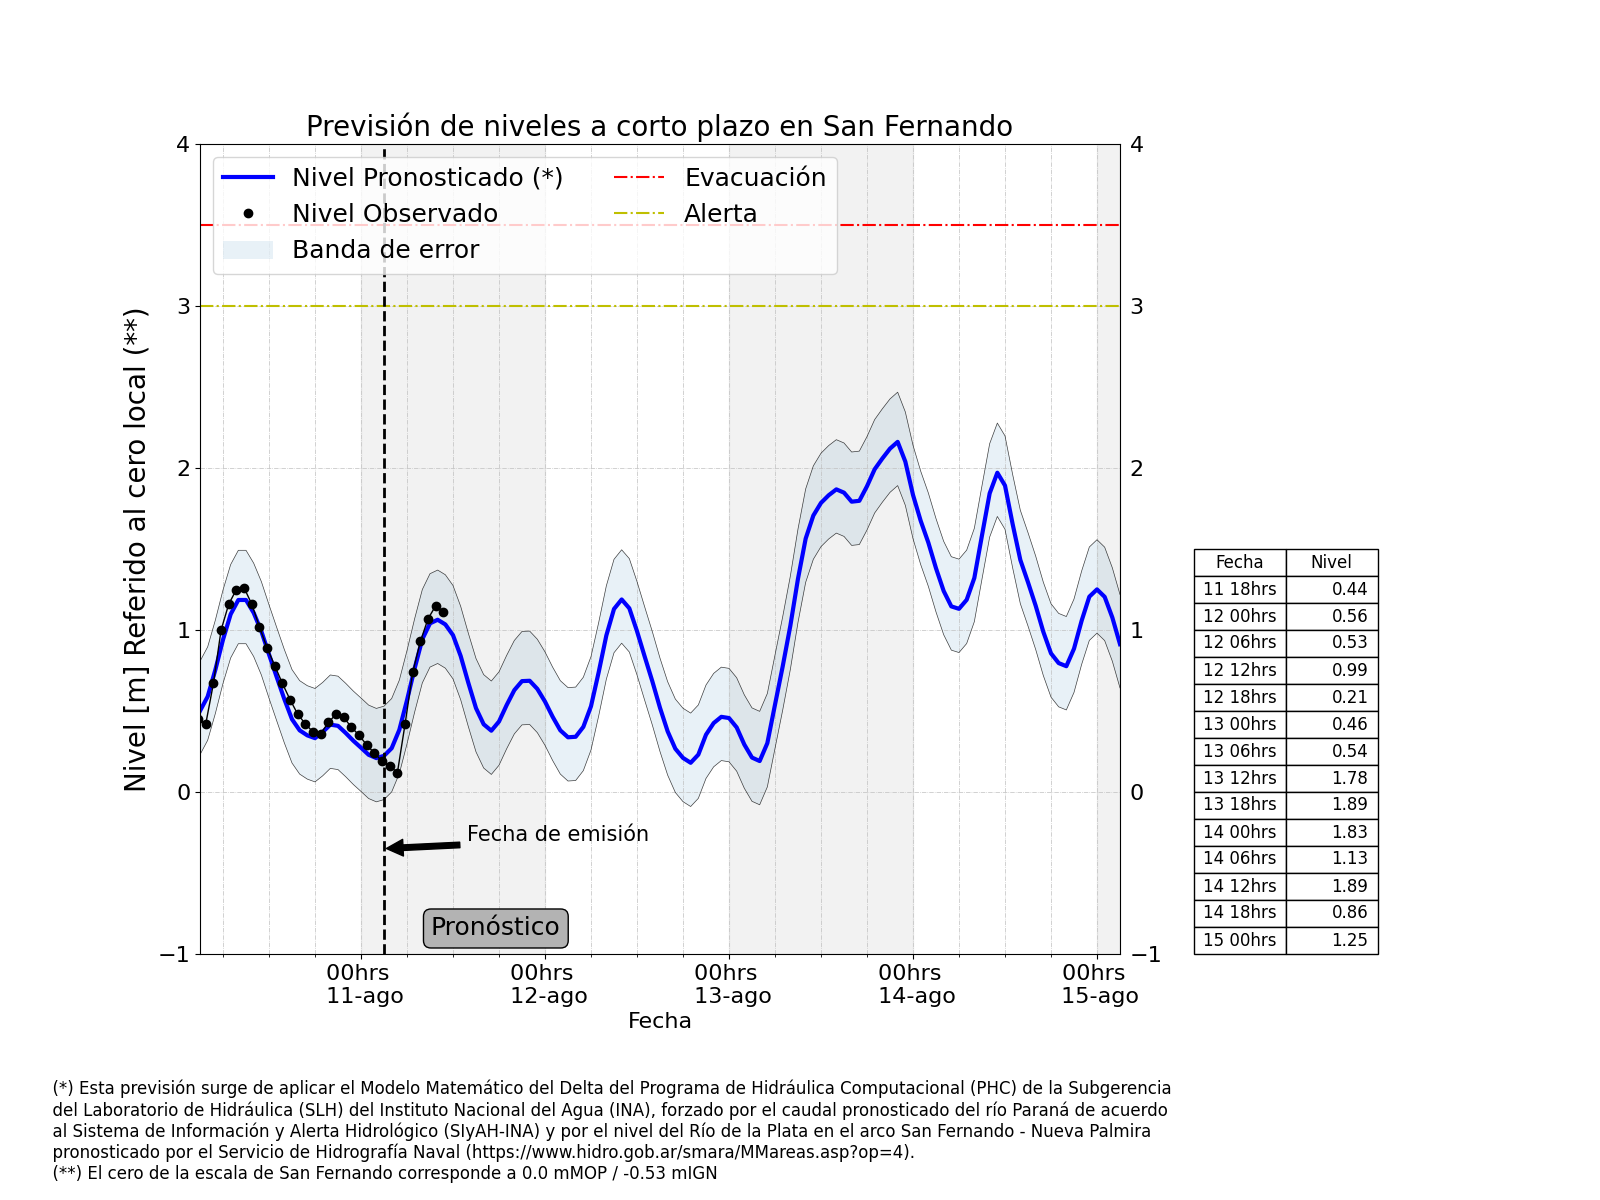 Previsión de niveles a corto plazo en San Fernando
Nivel Pronosticado (*)
Nivel Observado
Banda de error
Evacuación
Alerta
Nivel [m] Referido al cero local (**)
4
3
2
1
0
−1
4
3
2
1
0
−1
Fecha de emisión
Pronóstico
00hrs
11-ago
00hrs
12-ago
00hrs
13-ago
00hrs
14-ago
00hrs
15-ago
Fecha
Fecha Nivel
11 18hrs 0.44
12 00hrs 0.56
12 06hrs 0.53
12 12hrs 0.99
12 18hrs 0.21
13 00hrs 0.46
13 06hrs 0.54
13 12hrs 1.78
13 18hrs 1.89
14 00hrs 1.83
14 06hrs 1.13
14 12hrs 1.89
14 18hrs 0.86
15 00hrs 1.25
(*) Esta previsión surge de aplicar el Modelo Matemático del Delta del Programa de Hidráulica Computacional (PHC) de la Subgerencia
del Laboratorio de Hidráulica (SLH) del Instituto Nacional del Agua (INA), forzado por el caudal pronosticado del río Paraná de acuerdo
al Sistema de Información y Alerta Hidrológico (SIyAH-INA) y por el nivel del Río de la Plata en el arco San Fernando - Nueva Palmira
pronosticado por el Servicio de Hidrografía Naval (https://www.hidro.gob.ar/smara/MMareas.asp?op=4).
(**) El cero de la escala de San Fernando corresponde a 0.0 mMOP / -0.53 mIGN